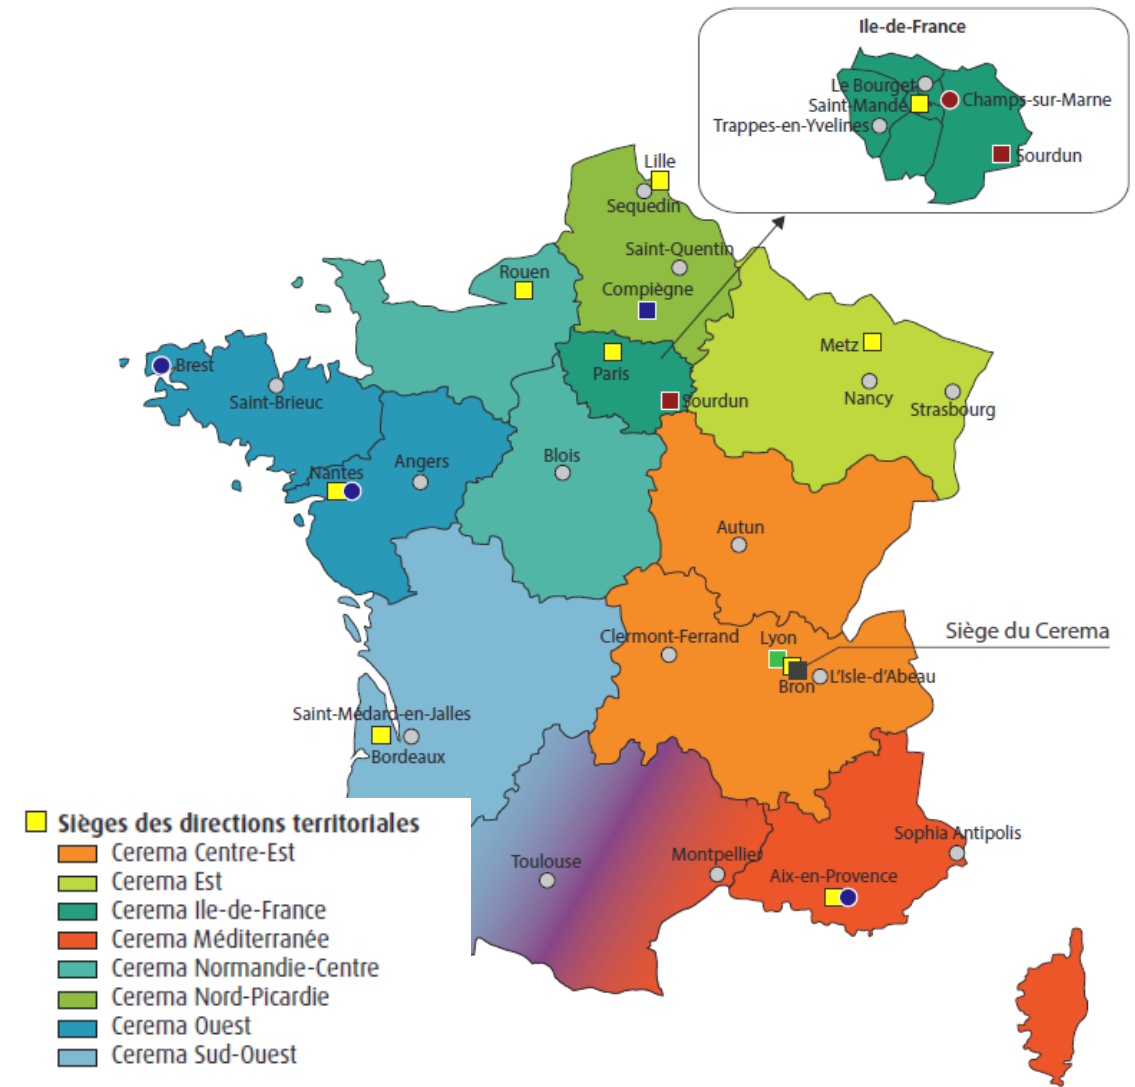 Ile-de-France
Le Bourget
Saint-Mandé
Champs-sur-Marne
Trappes-en-Yvelines
Sourdun
Lille
Sequedin
Saint-Quentin
Rouen
Compiègne
Metz
Paris
Brest
Nancy
Strasbourg
Saint-Brieuc
Sourdun
Blois
Angers
Nantes
Autun
Siège du Cerema
Clermont-Ferrand
Lyon
L'Isle-d'Abeau
Bron
Saint-Médard-en-Jalles
Bordeaux
Sophia Antipolis
Toulouse
Montpellier
Aix-en-Provence
Sièges des directions territoriales
Cerema Centre-Est
Cerema Est
Cerema Ile-de-France
Cerema Méditerranée
Cerema Normandie-Centre
Cerema Nord-Picardie
Cerema Ouest
Cerema Sud-Ouest